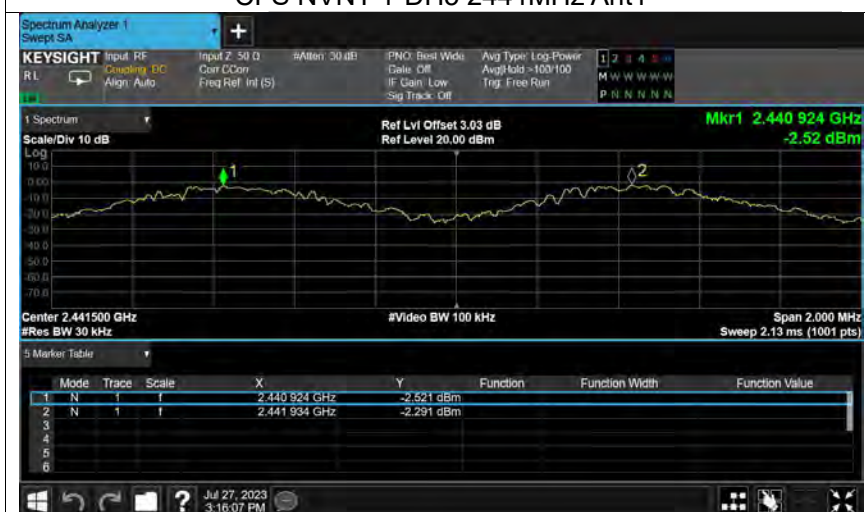 CFS NVNT 1-DH5 2441MHz Ant1
Spectrum Analyzer 1
Swept SA
+
KEYSIGHT
RL
Input: RF
Coupling: DC
Align: Auto
Input Z: 50 Ω
Corr CCorr
Freq Ref: Int (S)
#Atten: 30 dB
PNO: Best Wide
Gate: Off
IF Gain: Low
Sig Track: Off
Avg Type: Log-Power
Avg|Hold: >100/100
Trig: Free Run
1 2 3 4 5 6
M W W W W W
P N N N N N
1 Spectrum
Scale/Div 10 dB
Ref Lvl Offset 3.03 dB
Ref Level 20.00 dBm
Mkr1 2.440 924 GHz
-2.52 dBm
Log
10.0
0.00
-10.0
-20.0
-30.0
-40.0
-50.0
-60.0
-70.0
1
2
Center 2.441500 GHz
#Res BW 30 kHz
#Video BW 100 kHz
Span 2.000 MHz
Sweep 2.13 ms (1001 pts)
5 Marker Table
Mode Trace Scale X Y Function Function Width Function Value
1 N 1 f 2.440 924 GHz -2.521 dBm
2 N 1 f 2.441 934 GHz -2.291 dBm
3
4
5
6
?
Jul 27, 2023
3:16:07 PM